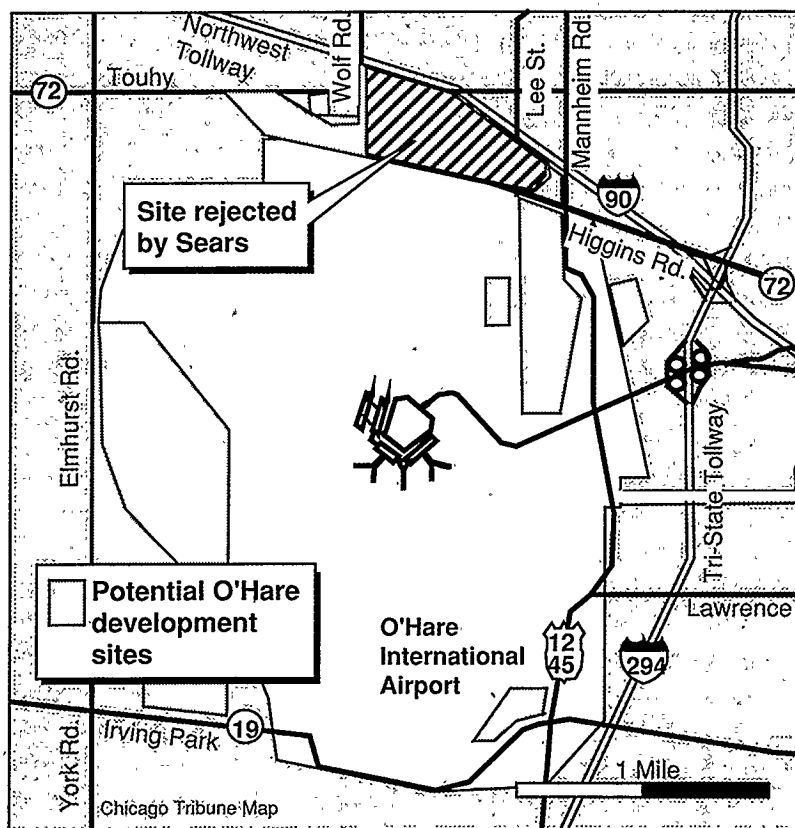 Northwest
Tollway
Wolf Rd.
Lee St.
Mannheim Rd.
72
Touhy
90
Site rejected
by Sears
Higgins Rd.
72
Elmhurst Rd.
Tri-State Tollway
Potential O'Hare
development
sites
Lawrence
O'Hare
International
Airport
12
45
294
York Rd.
Irving Park
19
1 Mile
Chicago Tribune Map